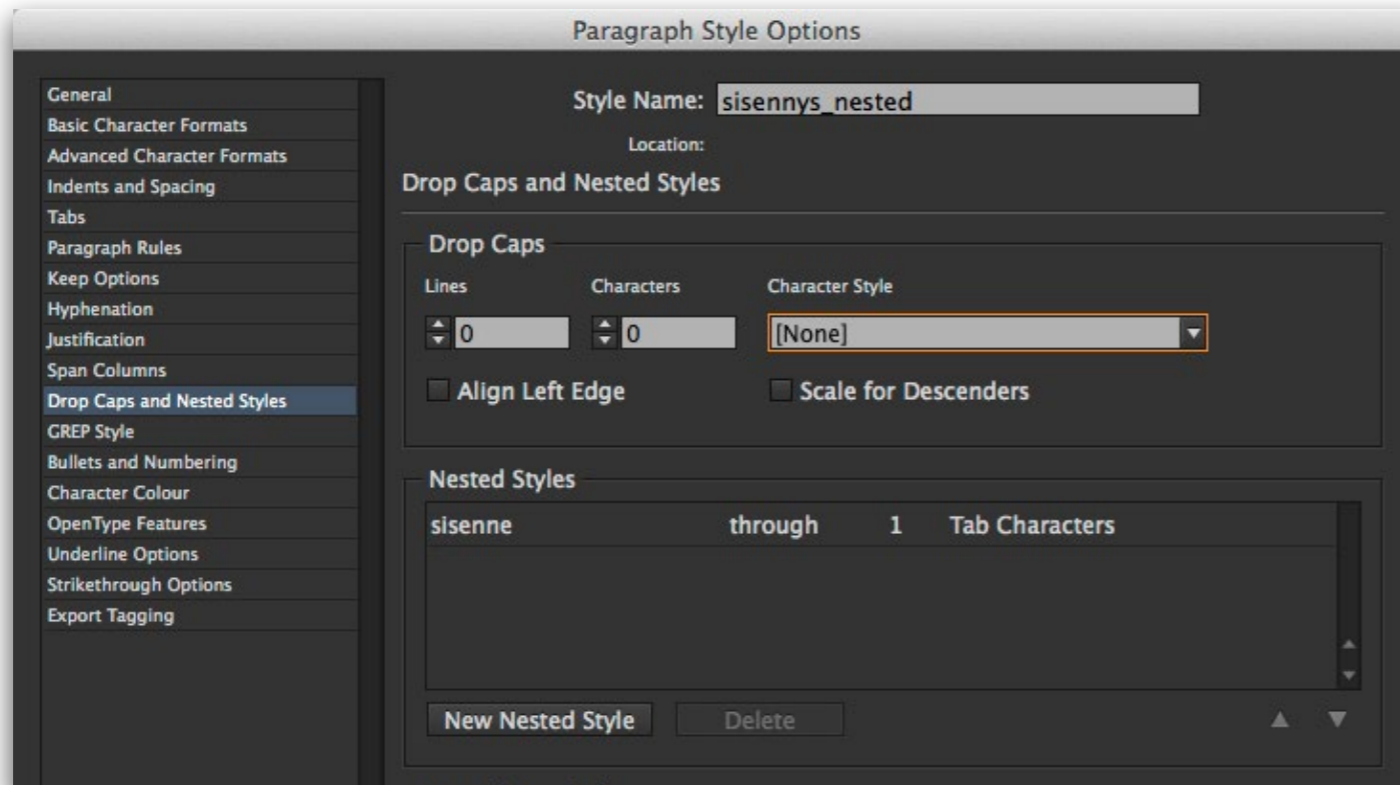 Paragraph Style Options
General
Basic Character Formats
Advanced Character Formats
Indents and Spacing
Tabs
Paragraph Rules
Keep Options
Hyphenation
Justification
Span Columns
Drop Caps and Nested Styles
GREP Style
Bullets and Numbering
Character Colour
OpenType Features
Underline Options
Strikethrough Options
Export Tagging
Style Name: sisennys_nested
Location:
Drop Caps and Nested Styles
Drop Caps
Lines Characters Character Style
0 0 [None]
Align Left Edge Scale for Descenders
Nested Styles
sisenne through 1 Tab Characters
New Nested Style Delete